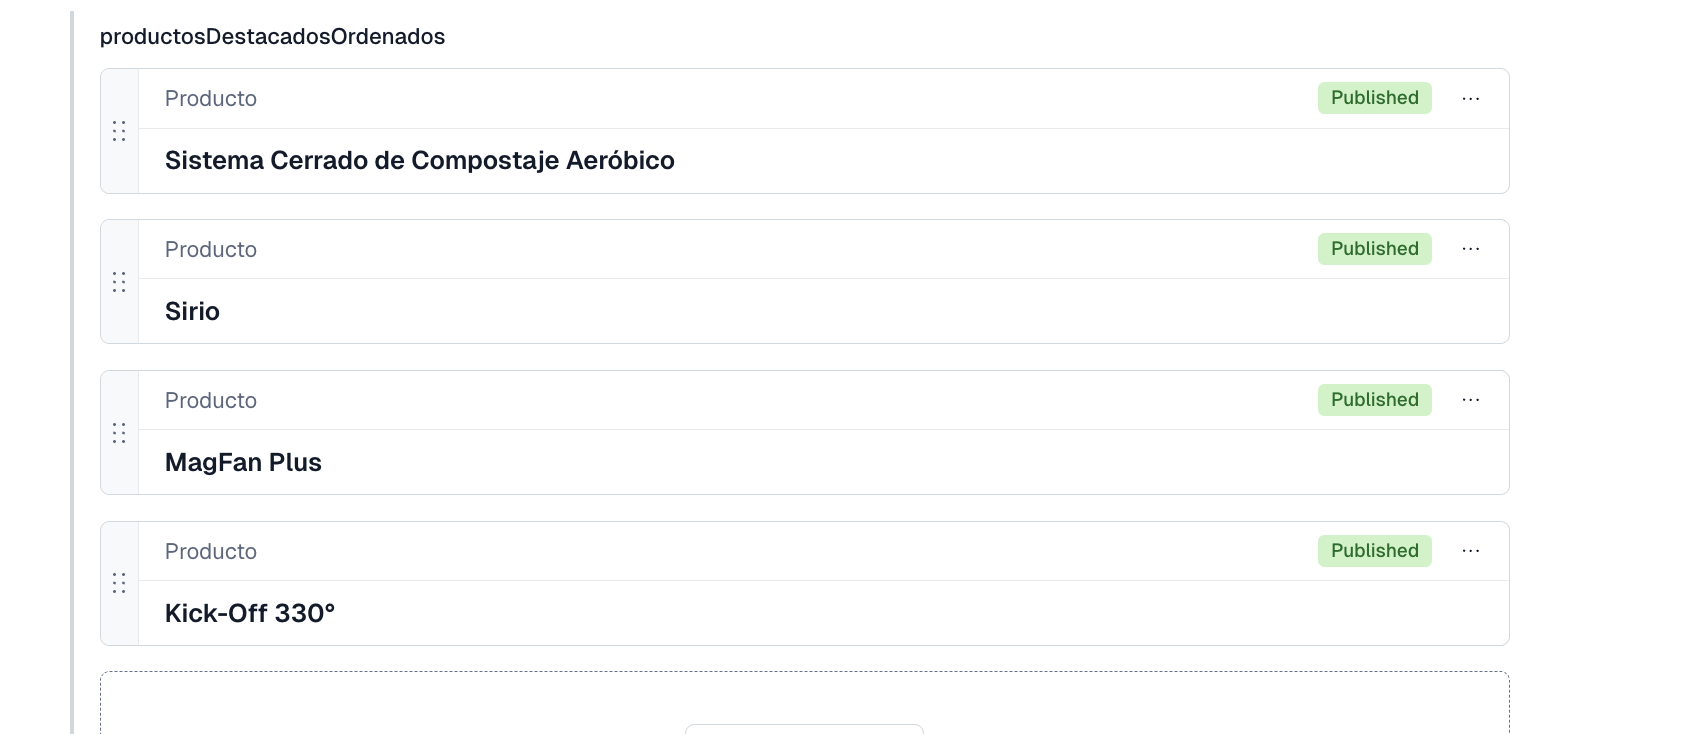 productosDestacadosOrdenados
Producto
Published
Sistema Cerrado de Compostaje Aeróbico
Producto
Published
Sirio
Producto
Published
MagFan Plus
Producto
Published
Kick-Off 330°